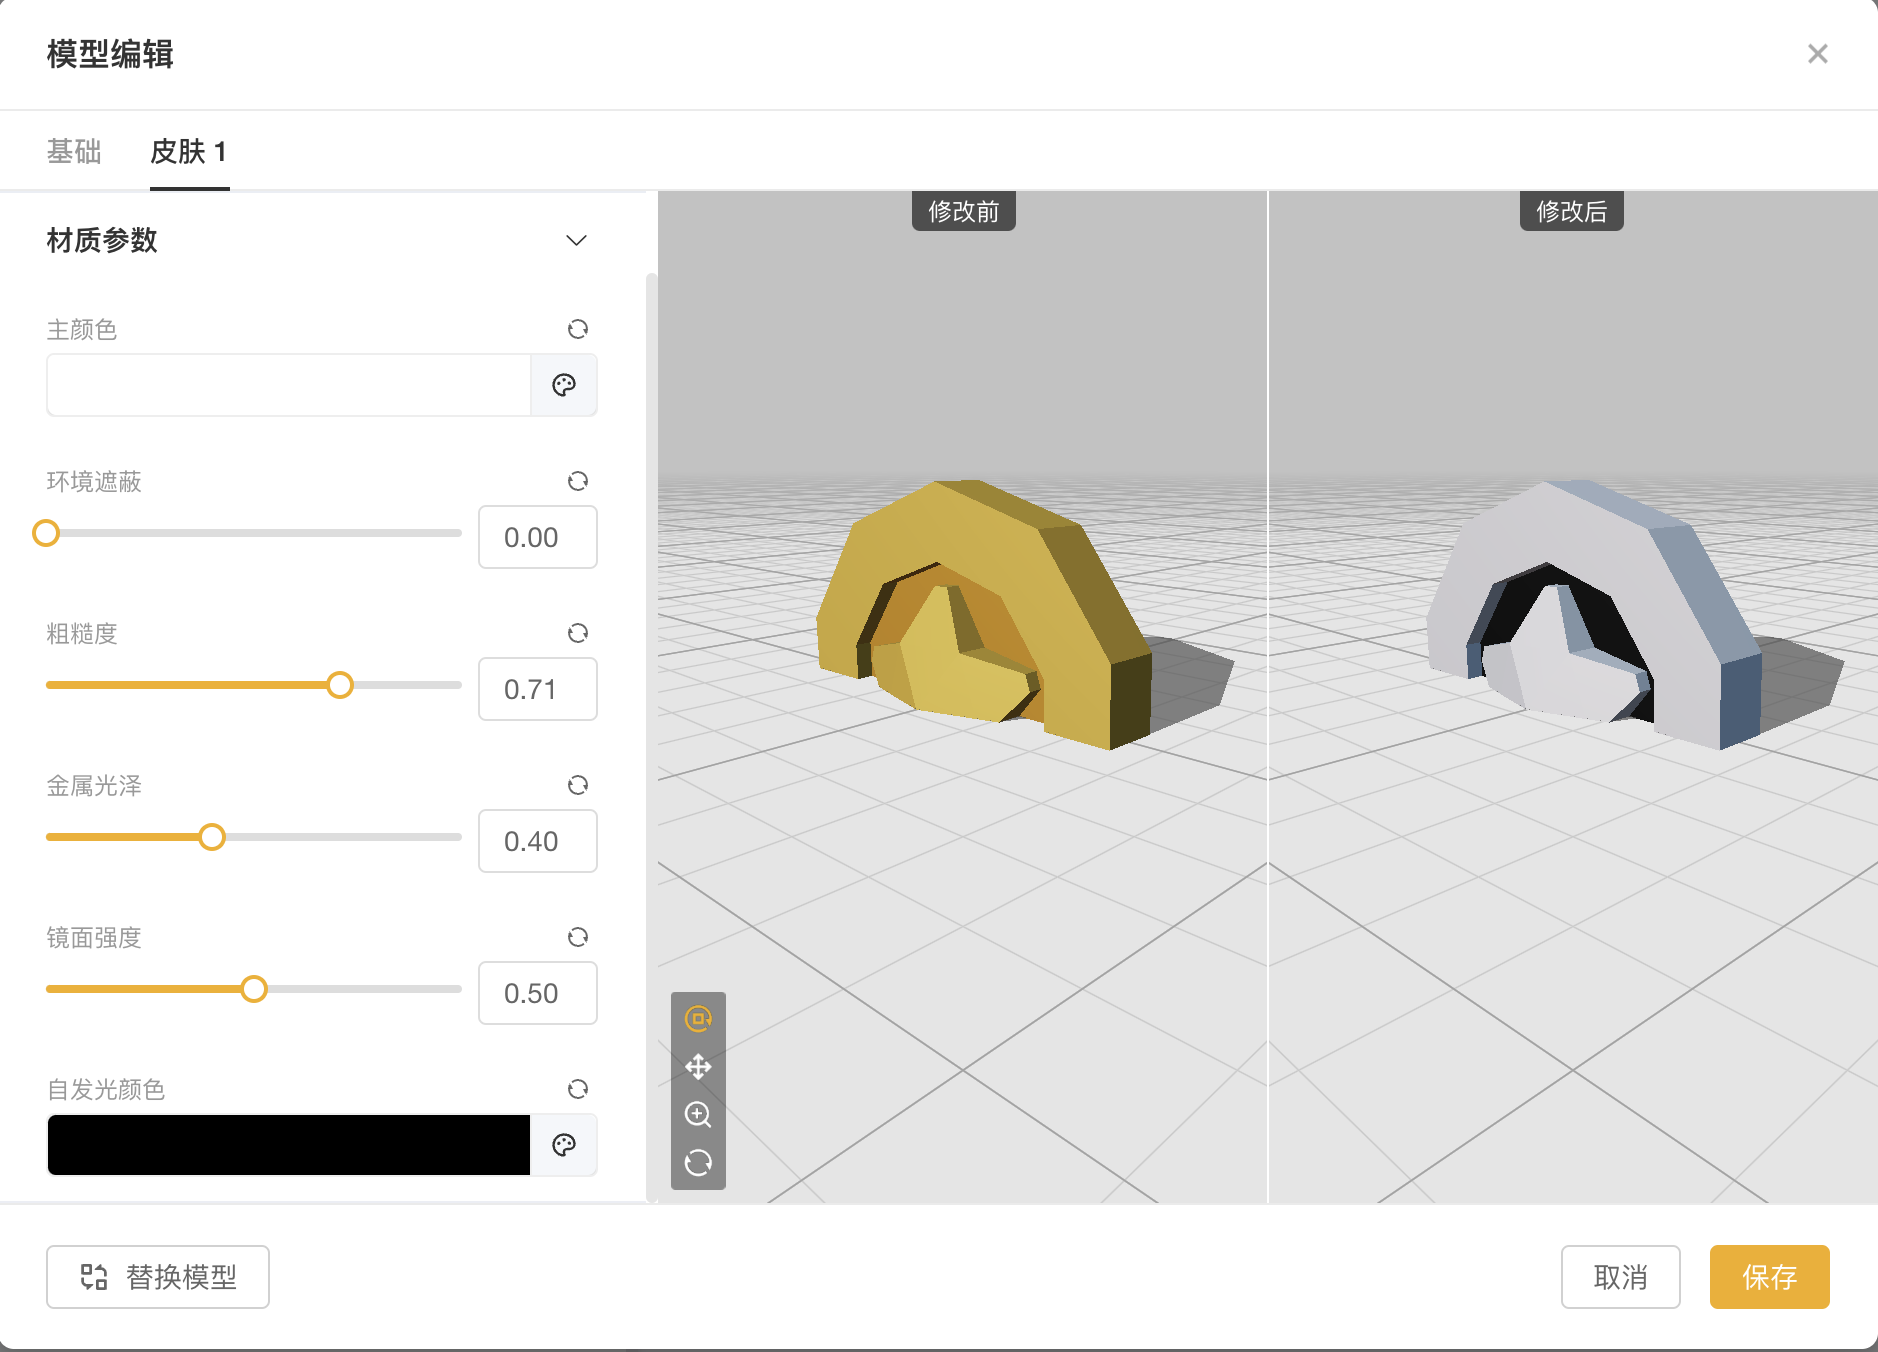 模型编辑
基础
皮肤 1
材质参数
修改前
修改后
主颜色
环境遮蔽
0.00
粗糙度
0.71
金属光泽
0.40
镜面强度
0.50
自发光颜色
替换模型
取消
保存